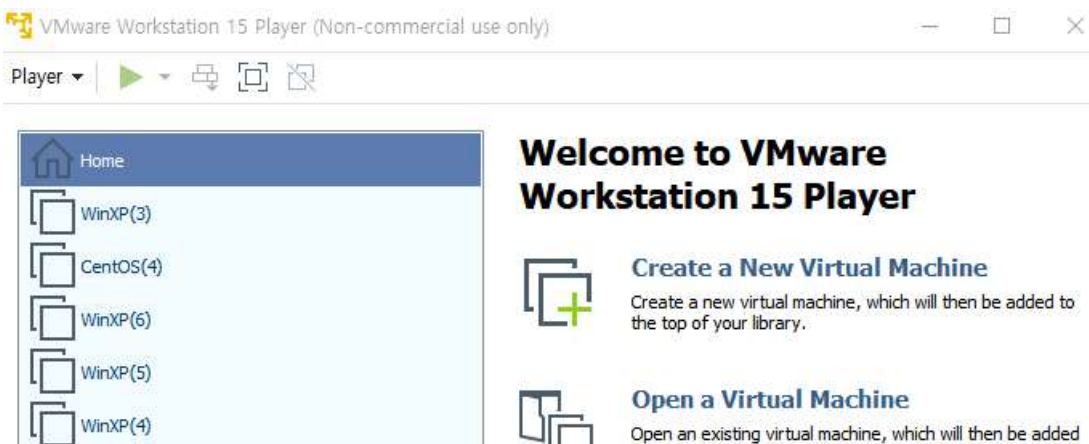 VMware Workstation 15 Player (Non-commercial use only)
Player
Home
WinXP(3)
CentOS(4)
WinXP(6)
WinXP(5)
WinXP(4)
Welcome to VMware
Workstation 15 Player
Create a New Virtual Machine
Create a new virtual machine, which will then be added to
the top of your library.
Open a Virtual Machine
Open an existing virtual machine, which will then be added